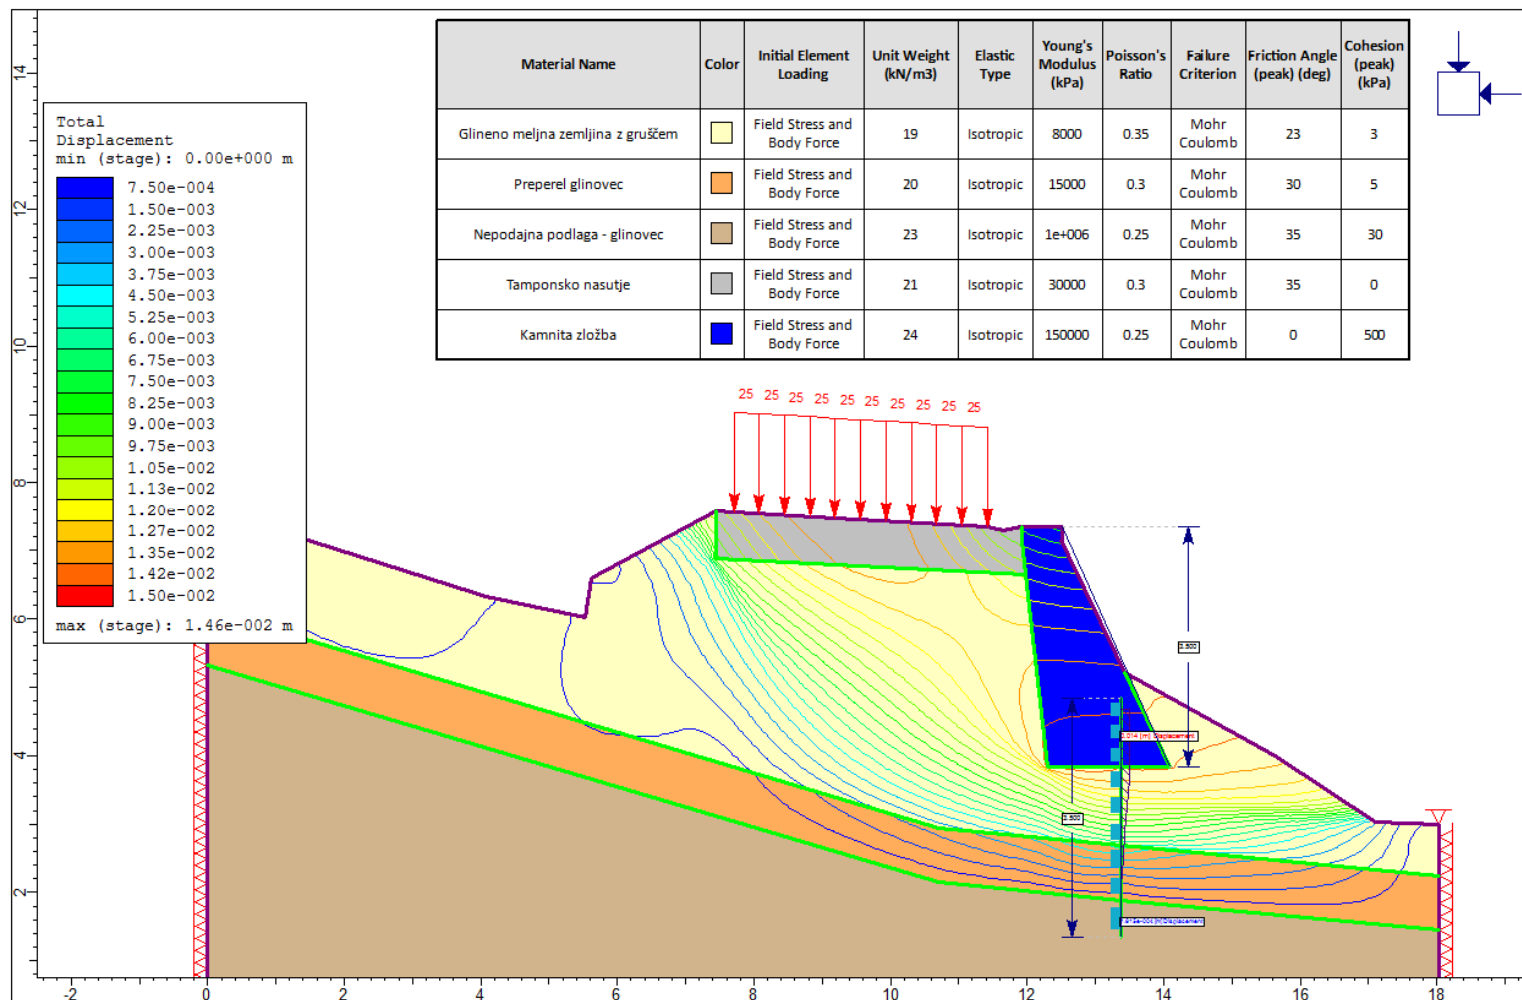 Material Name Color Initial Element Loading Unit Weight (kN/m3) Elastic Type Young's Modulus (kPa) Poisson's Ratio Failure Criterion Friction Angle (peak) (deg) Cohesion (peak) (kPa)
Glineno meljna zemljina z gruščem Field Stress and Body Force 19 Isotropic 8000 0.35 Mohr Coulomb 23 3
Preperel glinovec Field Stress and Body Force 20 Isotropic 15000 0.3 Mohr Coulomb 30 5
Nepodajna podlaga - glinovec Field Stress and Body Force 23 Isotropic 1e+006 0.25 Mohr Coulomb 35 30
Tamponsko nasutje Field Stress and Body Force 21 Isotropic 30000 0.3 Mohr Coulomb 35 0
Kamnita zložba Field Stress and Body Force 24 Isotropic 150000 0.25 Mohr Coulomb 0 500
Total
Displacement
min (stage): 0.00e+000 m
7.50e-004
1.50e-003
2.25e-003
3.00e-003
3.75e-003
4.50e-003
5.25e-003
6.00e-003
6.75e-003
7.50e-003
8.25e-003
9.00e-003
9.75e-003
1.05e-002
1.13e-002
1.20e-002
1.27e-002
1.35e-002
1.42e-002
1.50e-002
max (stage): 1.46e-002 m
25 25 25 25 25 25 25 25 25 25
3.500
0.014 [m] Displacement
3.500
[m] Displacement
14
12
10
8
6
4
2
-2 0 2 4 6 8 10 12 14 16 18